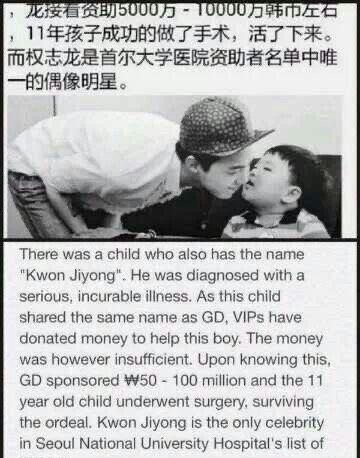 ，龙接着资助5000万 - 10000万韩币左右
，11年孩子成功的做了手术，活了下来。
而权志龙是首尔大学医院资助者名单中唯
一的偶像明星。
There was a child who also has the name
"Kwon Jiyong". He was diagnosed with a
serious, incurable illness. As this child
shared the same name as GD, VIPs have
donated money to help this boy. The money
was however insufficient. Upon knowing this,
GD sponsored ₩50 - 100 million and the 11
year old child underwent surgery, surviving
the ordeal. Kwon Jiyong is the only celebrity
in Seoul National University Hospital's list of